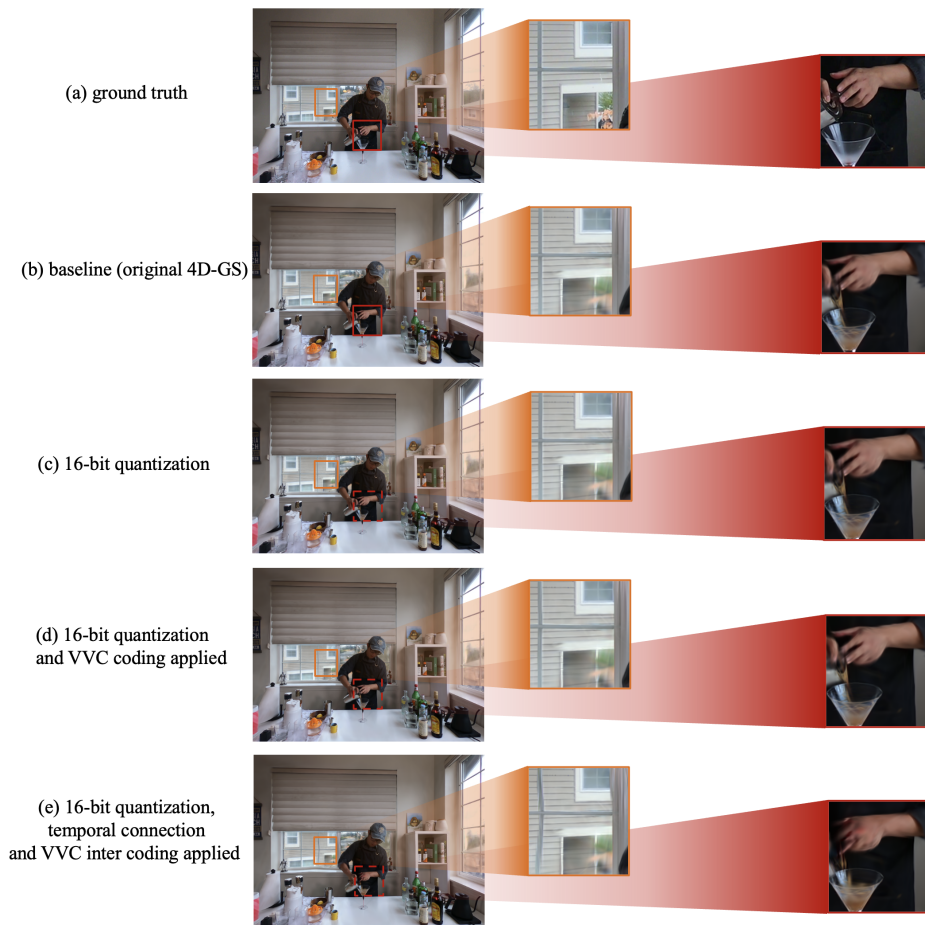 (a) ground truth
(b) baseline (original 4D-GS)
(c) 16-bit quantization
(d) 16-bit quantization
and VVC coding applied
(e) 16-bit quantization,
temporal connection
and VVC inter coding applied